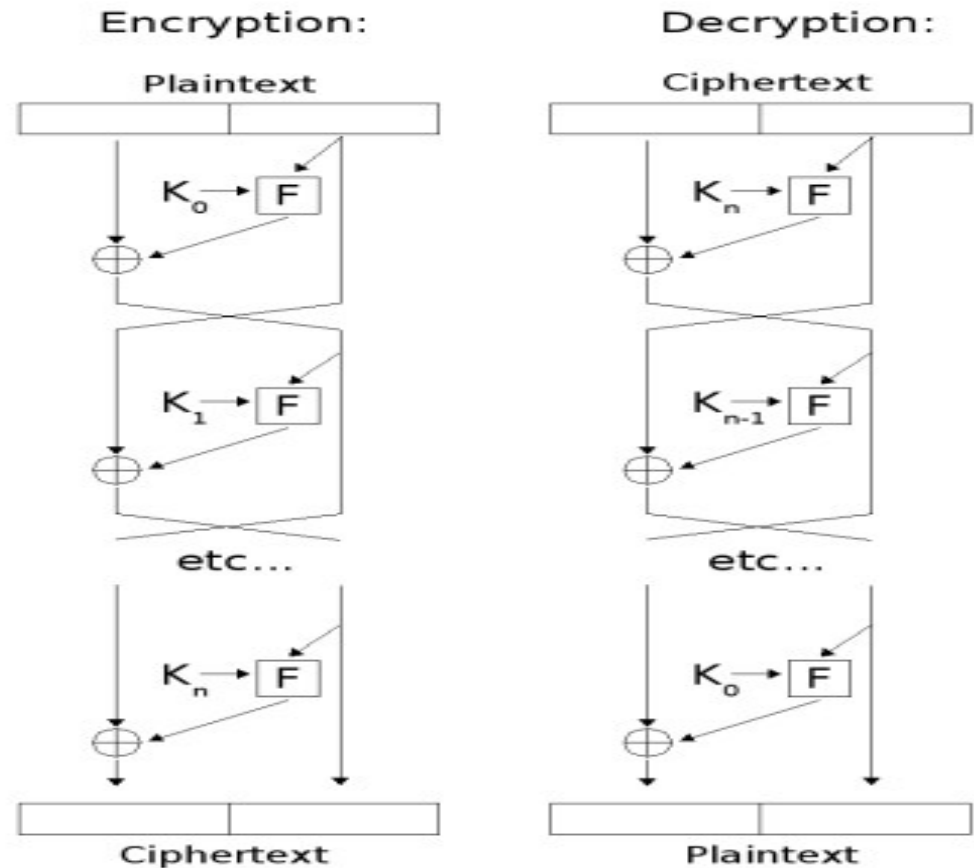 Encryption:
Plaintext
K0 F
K1 F
etc...
Kn F
Ciphertext
Decryption:
Ciphertext
Kn F
Kn-1 F
etc...
K0 F
Plaintext